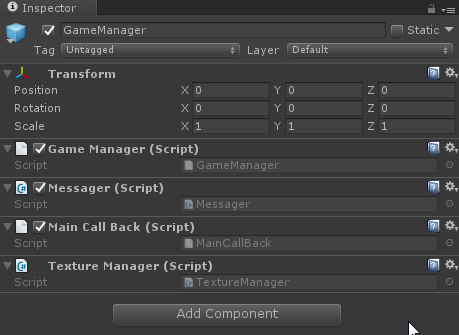 Inspector
GameManager Static
Tag Untagged Layer Default
Transform
Position X 0 Y 0 Z 0
Rotation X 0 Y 0 Z 0
Scale X 1 Y 1 Z 1
Game Manager (Script)
Script GameManager
C# Messager (Script)
Script Messager
Main Call Back (Script)
Script MainCallBack
C# Texture Manager (Script)
Script TextureManager
Add Component